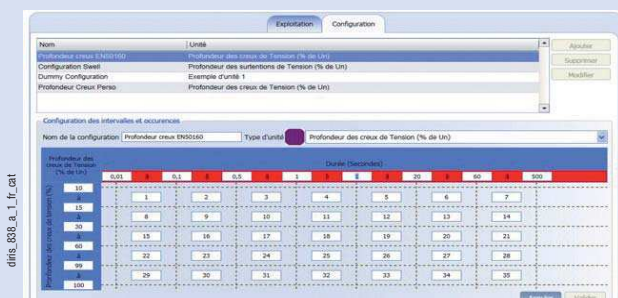 Exploitation Configuration
Nom Unité
Profondeur creux EN50160 Profondeur des creux de Tension (% de Un)
Configuration Swell Profondeur des surtentions de Tension (% de Un)
Dummy Configuration Exemple d'unité 1
Profondeur Creux Perso Profondeur des creux de Tension (% de Un)
Ajouter
Supprimer
Modifier
Configuration des intervalles et occurences
Nom de la configuration Profondeur creux EN50160 Type d'unité Profondeur des creux de Tension (% de Un)
Profondeur des creux de Tension (% de Un)
Durée (Secondes)
0,01 à 0,1 à 0,5 à 1 à 3 à 20 à 60 à 500
Profondeur des creux de tension (%)
10
à 1 2 3 4 5 6 7
15
à 8 9 10 11 12 13 14
30
à 15 16 17 18 19 20 21
60
à 22 23 24 25 26 27 28
99
à 29 30 31 32 33 34 35
100
diris_838_a_1_fr_cat